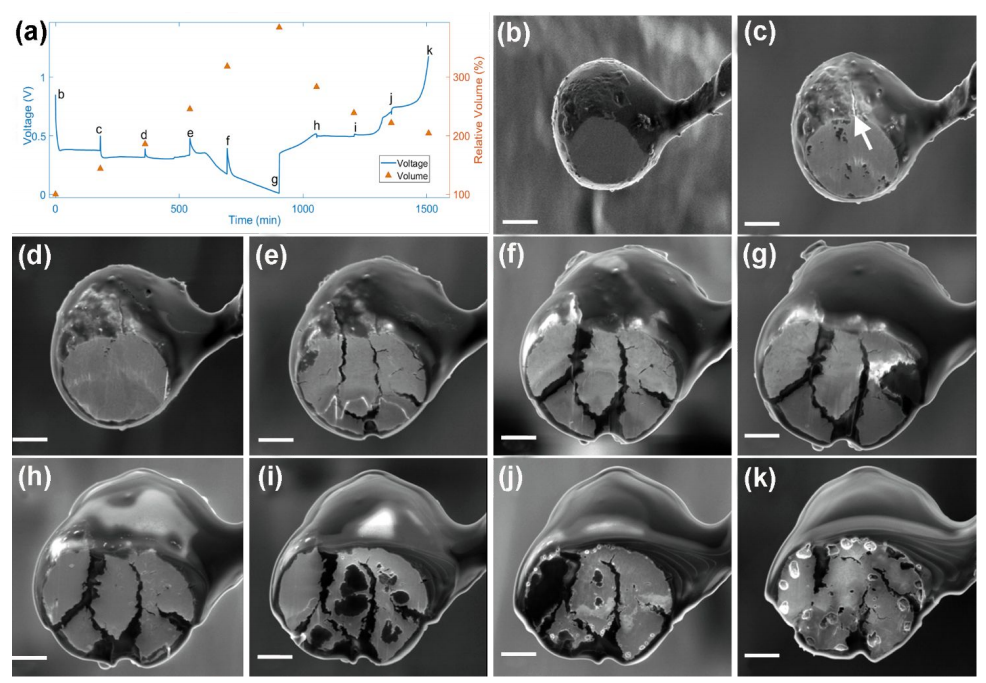 (a)
Voltage (V)
1
0.5
0
Relative Volume (%)
300
200
100
b
c
d
e
f
g
h
i
j
k
Voltage
Volume
0
500
1000
1500
Time (min)
(b)
(c)
(d)
(e)
(f)
(g)
(h)
(i)
(j)
(k)